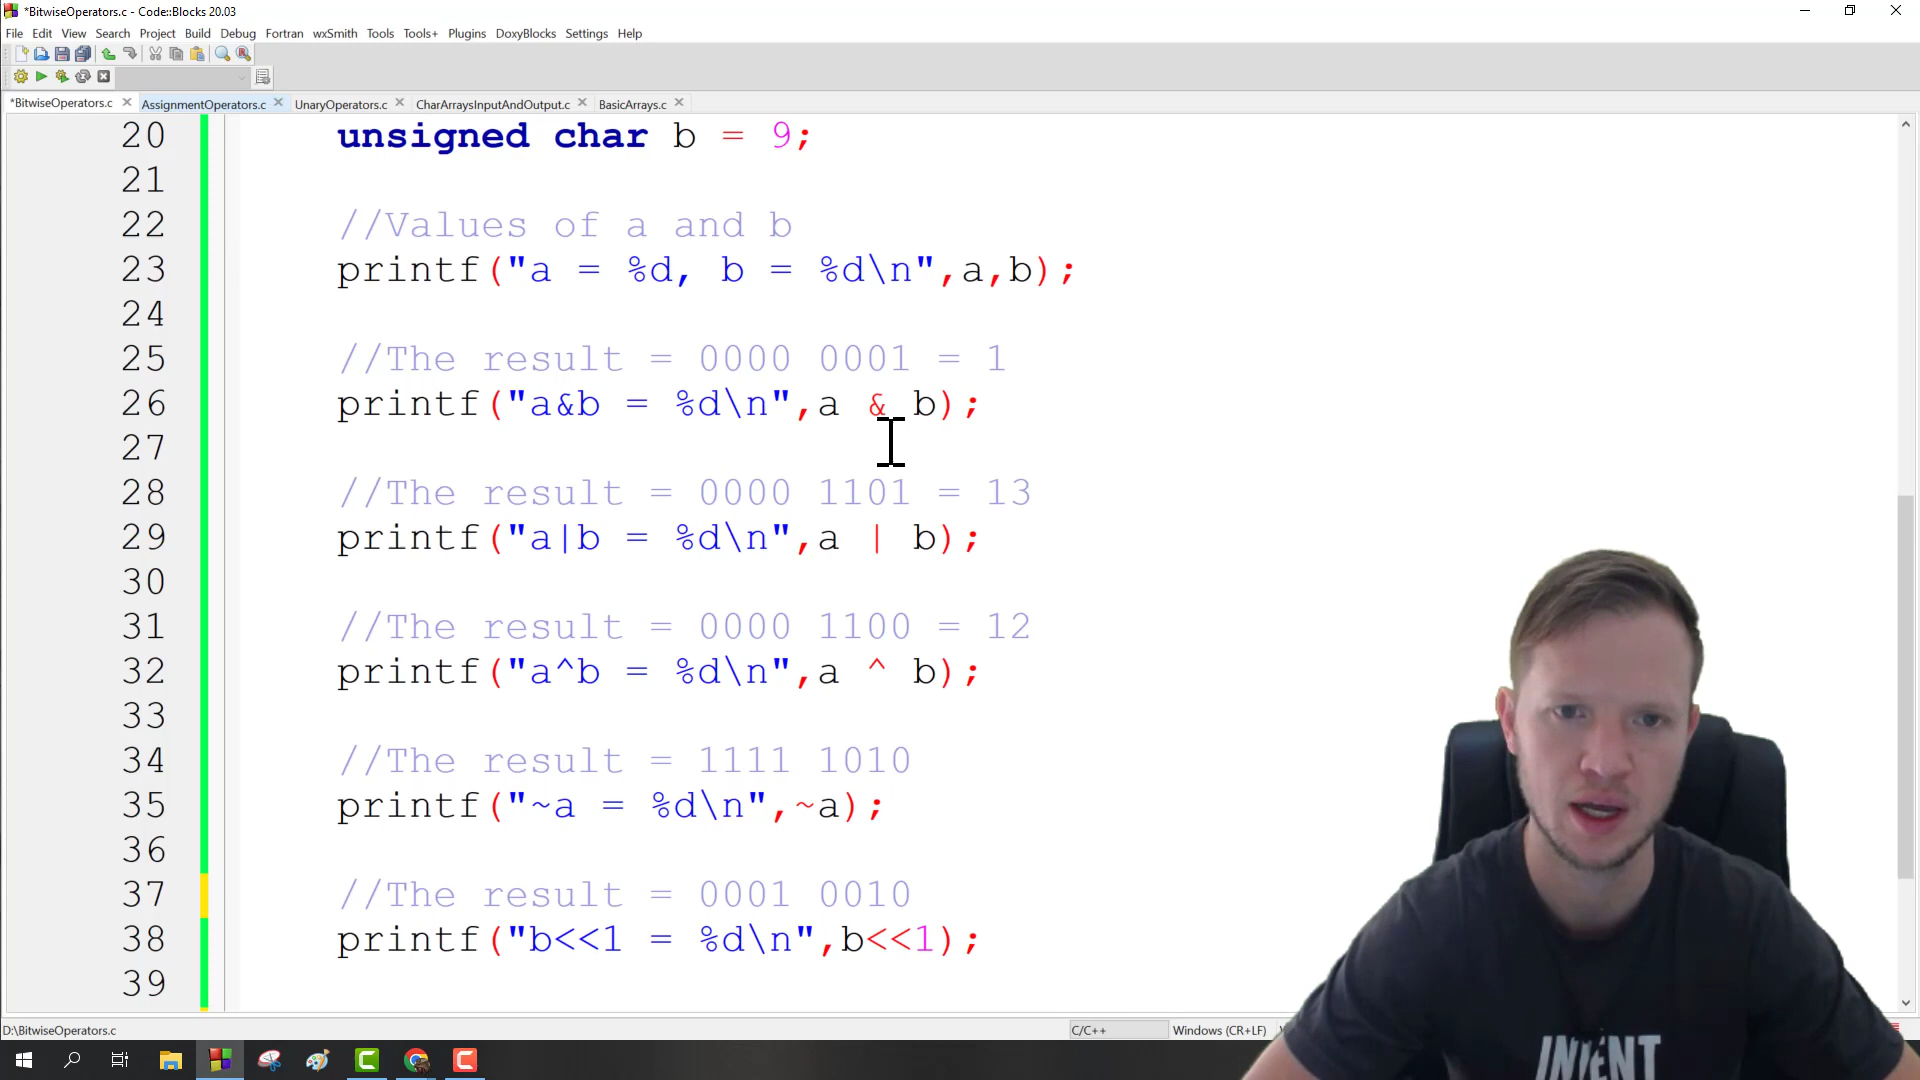 *BitwiseOperators.c - Code::Blocks 20.03
File Edit View Search Project Build Debug Fortran wxSmith Tools Tools+ Plugins DoxyBlocks Settings Help
*BitwiseOperators.c AssignmentOperators.c UnaryOperators.c CharArraysInputAndOutput.c BasicArrays.c
20 unsigned char b = 9;
21
22 //Values of a and b
23 printf("a = %d, b = %d\n",a,b);
24
25 //The result = 0000 0001 = 1
26 printf("a&b = %d\n",a & b);
27
28 //The result = 0000 1101 = 13
29 printf("a|b = %d\n",a | b);
30
31 //The result = 0000 1100 = 12
32 printf("a^b = %d\n",a ^ b);
33
34 //The result = 1111 1010
35 printf("~a = %d\n",~a);
36
37 //The result = 0001 0010
38 printf("b<<1 = %d\n",b<<1);
39
D:\BitwiseOperators.c C/C++ Windows (CR+LF)
INTENT